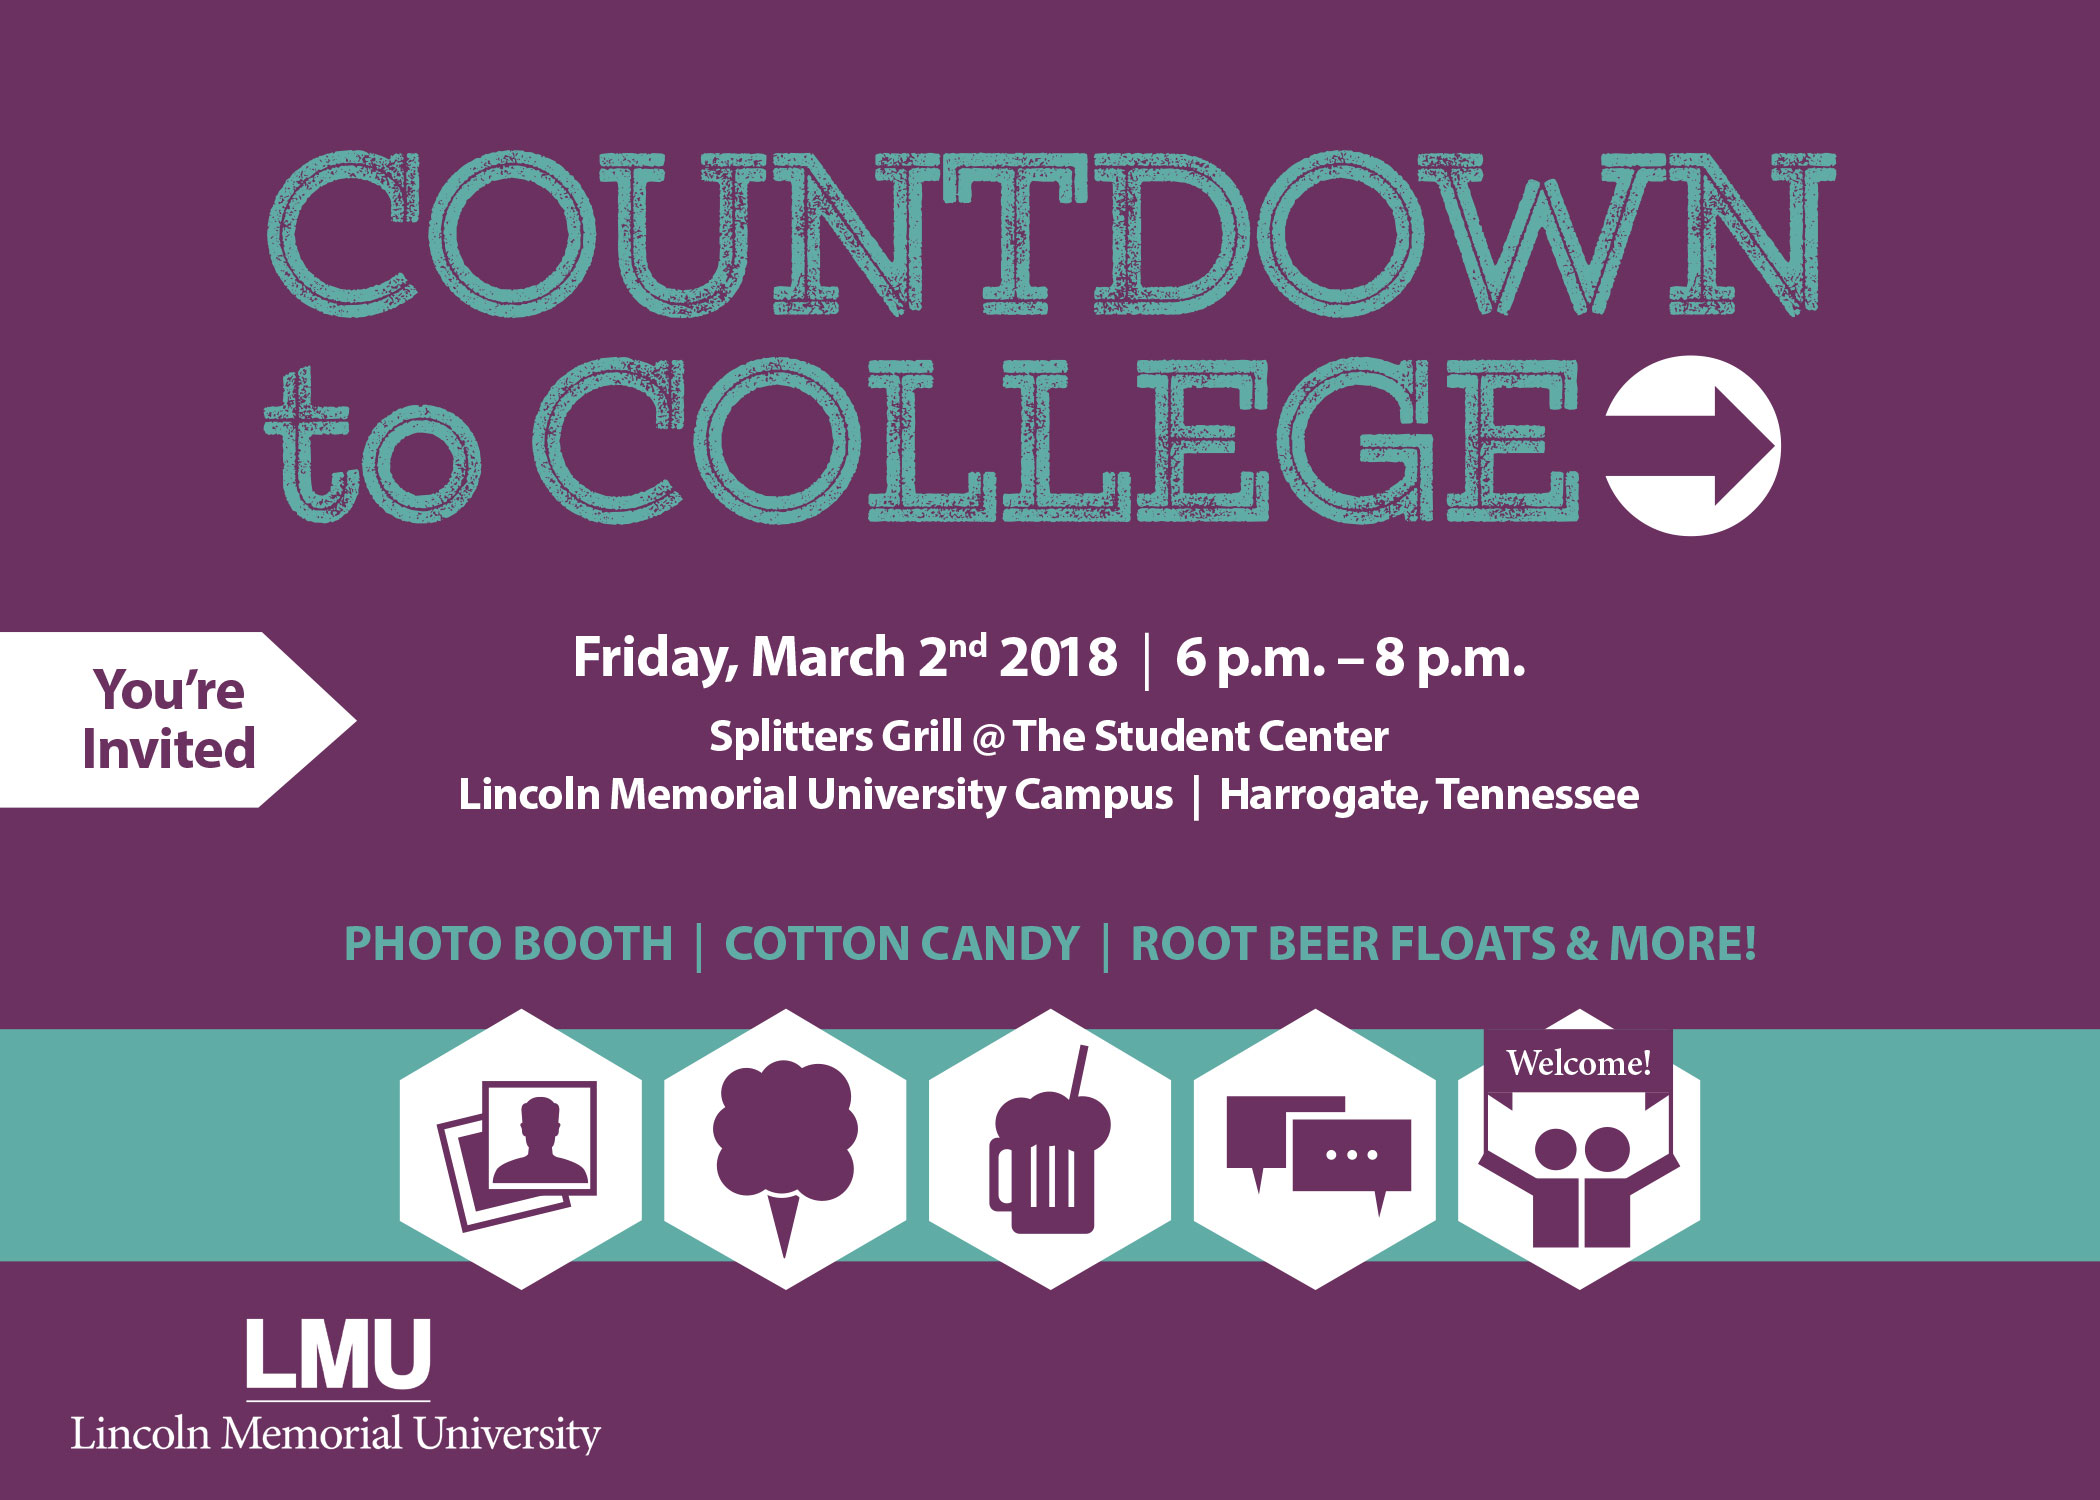 COUNTDOWN
to COLLEGE
You're
Invited
Friday, March 2nd 2018 | 6 p.m. – 8 p.m.
Splitters Grill @ The Student Center
Lincoln Memorial University Campus | Harrogate, Tennessee
PHOTO BOOTH | COTTON CANDY | ROOT BEER FLOATS & MORE!
Welcome!
LMU
Lincoln Memorial University